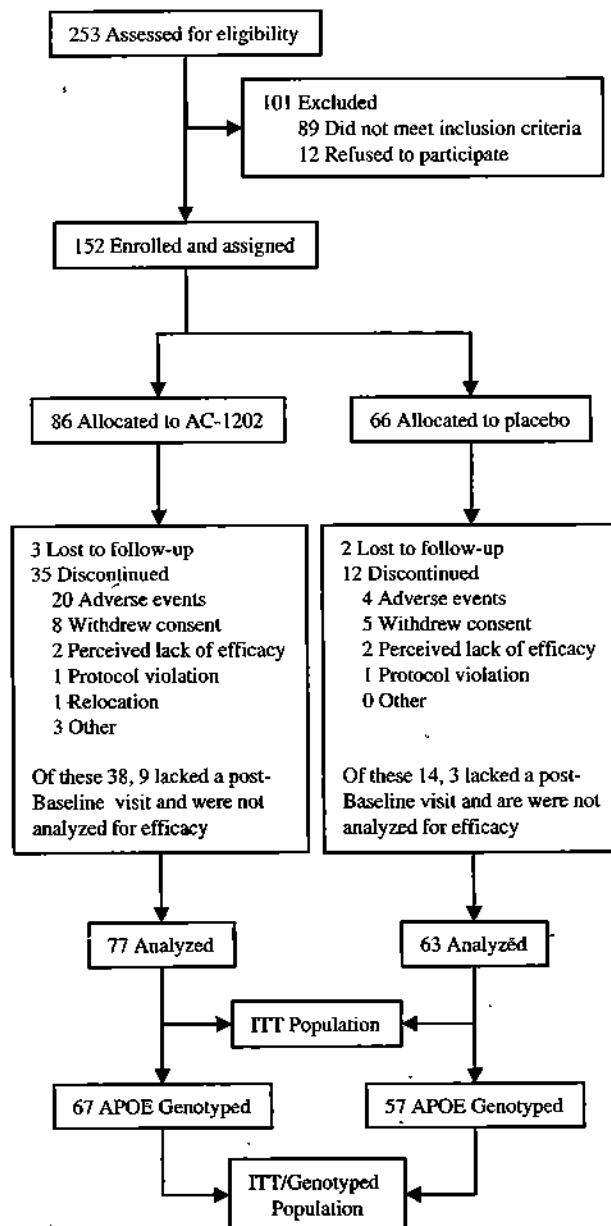 253 Assessed for eligibility
101 Excluded
89 Did not meet inclusion criteria
12 Refused to participate
152 Enrolled and assigned
86 Allocated to AC-1202
66 Allocated to placebo
3 Lost to follow-up
35 Discontinued
20 Adverse events
8 Withdrew consent
2 Perceived lack of efficacy
1 Protocol violation
1 Relocation
3 Other
Of these 38, 9 lacked a post-
Baseline visit and were not
analyzed for efficacy
2 Lost to follow-up
12 Discontinued
4 Adverse events
5 Withdrew consent
2 Perceived lack of efficacy
1 Protocol violation
0 Other
Of these 14, 3 lacked a post-
Baseline visit and are were not
analyzed for efficacy
77 Analyzed
63 Analyzed
ITT Population
67 APOE Genotyped
57 APOE Genotyped
ITT/Genotyped
Population